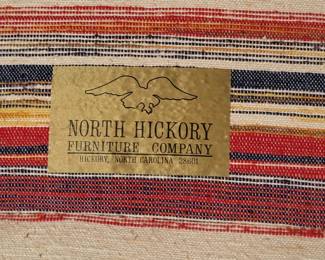 NORTH HICKORY
FURNITURE COMPANY
HICKORY, NORTH CAROLINA 28601